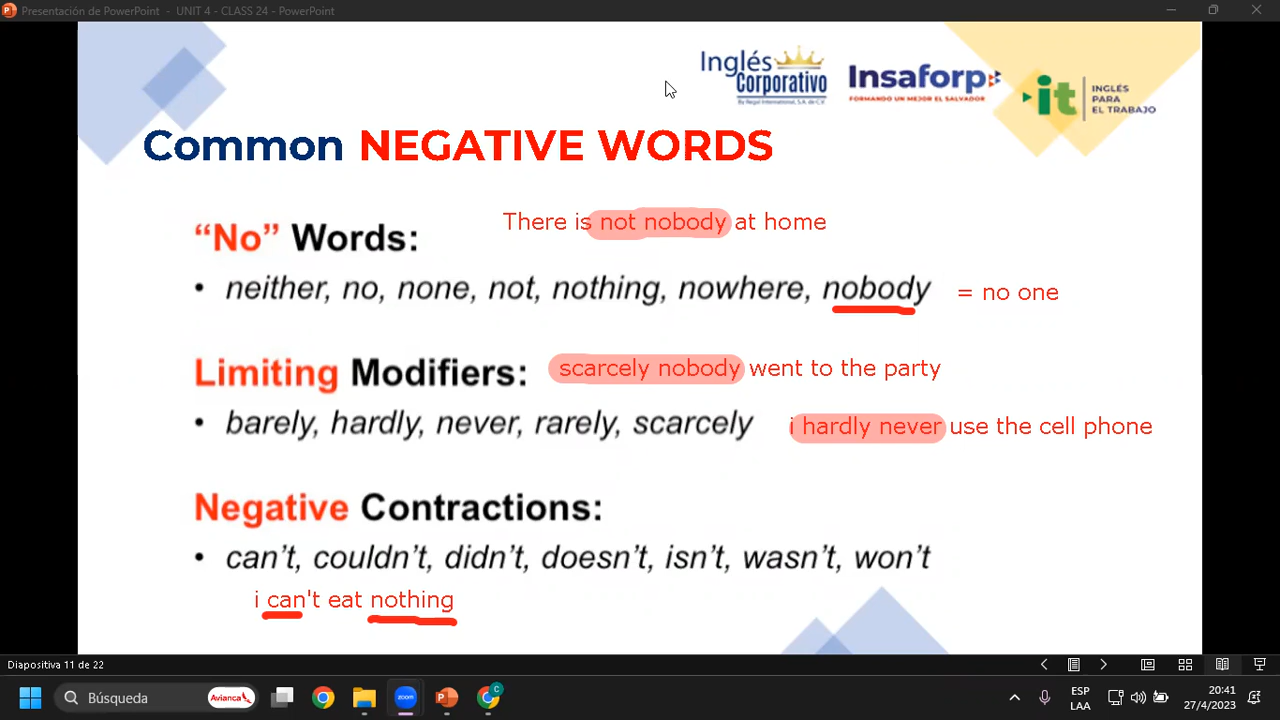 Presentación de PowerPoint - UNIT 4 - CLASS 24 - PowerPoint
Inglés Corporativo
By Regal International, S.A. de C.V.
Insaforp
FORMANDO UN MEJOR EL SALVADOR
it INGLÉS PARA EL TRABAJO
Common NEGATIVE WORDS
There is not nobody at home
“No” Words:
• neither, no, none, not, nothing, nowhere, nobody = no one
Limiting Modifiers: scarcely nobody went to the party
• barely, hardly, never, rarely, scarcely i hardly never use the cell phone
Negative Contractions:
• can’t, couldn’t, didn’t, doesn’t, isn’t, wasn’t, won’t
i can't eat nothing
Diapositiva 11 de 22
Búsqueda
Avianca
zoom
C
ESP
LAA
20:41
27/4/2023